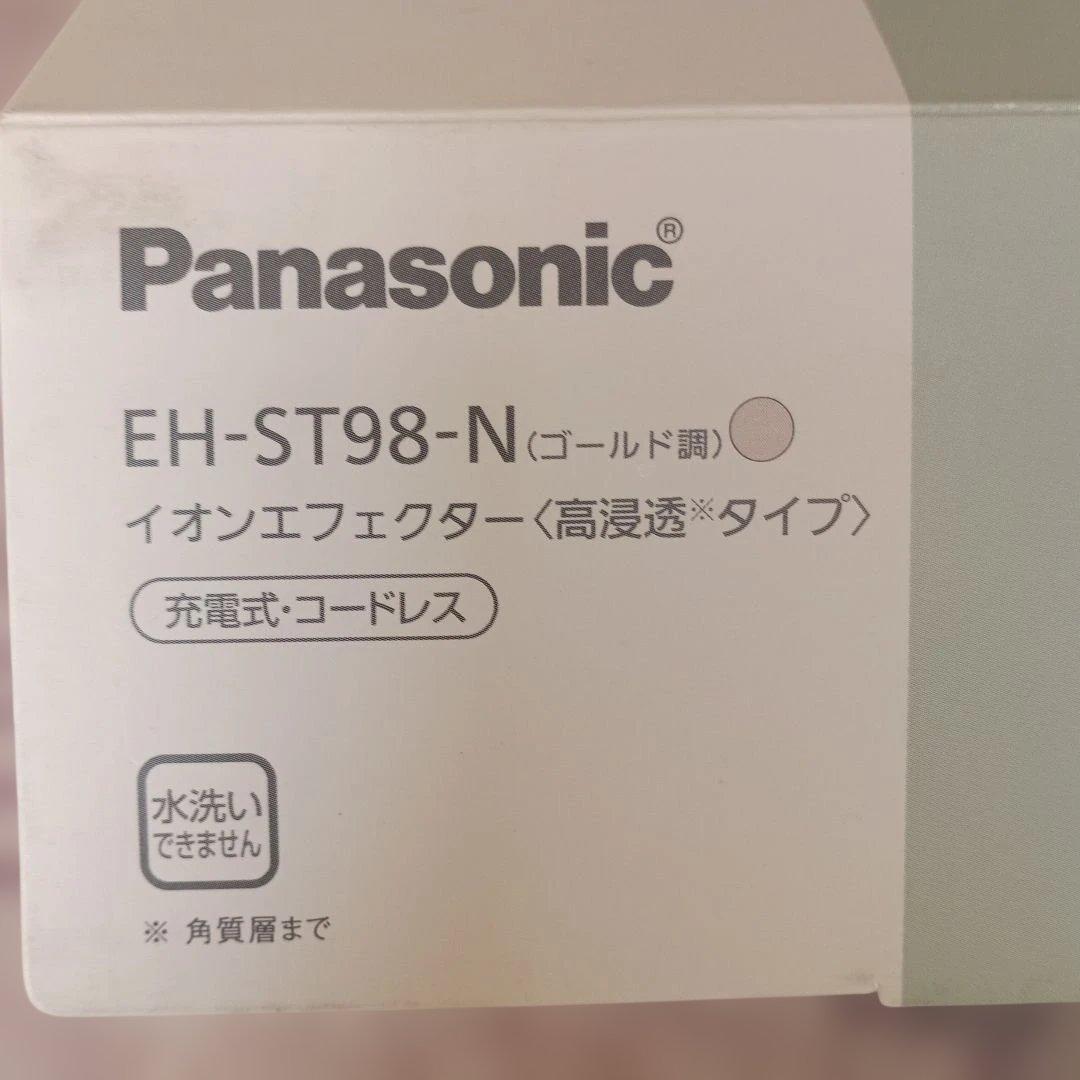 Panasonic®
EH-ST98-N(ゴールド調)
イオンエフェクター〈高浸透※タイプ〉
充電式・コードレス
水洗い
できません
※ 角質層まで